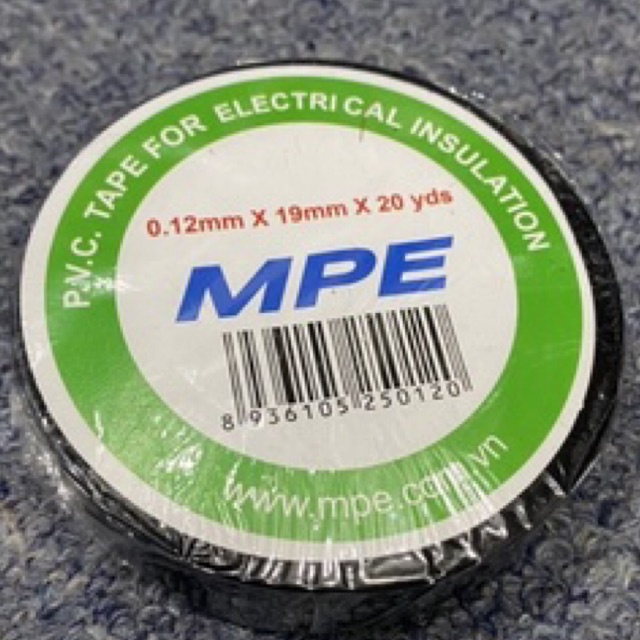 P.V.C. TAPE FOR ELECTRICAL INSULATION
0.12mm X 19mm X 20 yds
MPE
8 936105 250120
www.mpe.com.vn